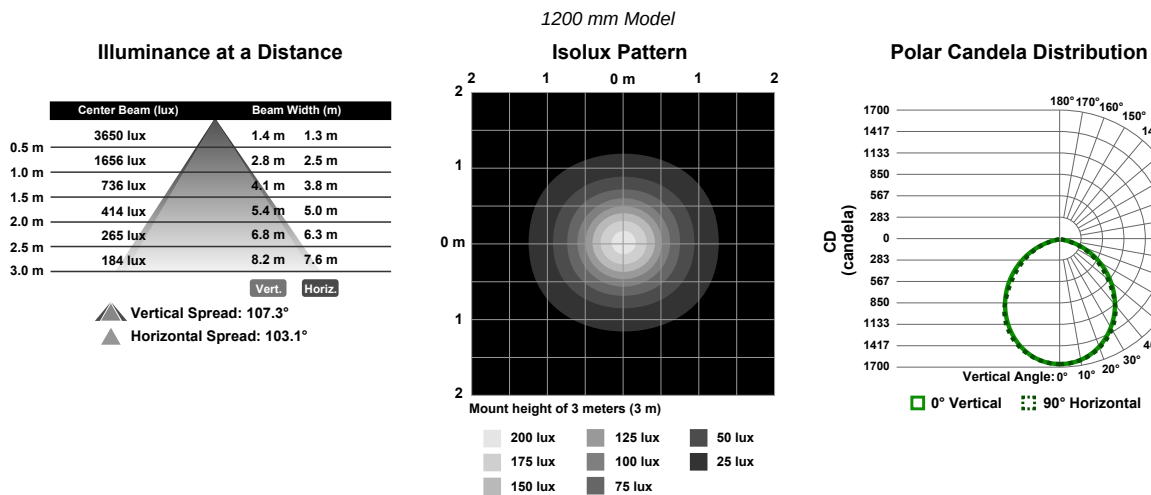 1200 mm Model
Illuminance at a Distance
Center Beam (lux) Beam Width (m)
3650 lux 1.4 m 1.3 m
0.5 m
1656 lux 2.8 m 2.5 m
1.0 m
736 lux 4.1 m 3.8 m
1.5 m
414 lux 5.4 m 5.0 m
2.0 m
265 lux 6.8 m 6.3 m
2.5 m
184 lux 8.2 m 7.6 m
3.0 m
Vert. Horiz.
Vertical Spread: 107.3°
Horizontal Spread: 103.1°
Isolux Pattern
2 1 0 m 1 2
2
1
0 m
1
2
Mount height of 3 meters (3 m)
200 lux 125 lux 50 lux
175 lux 100 lux 25 lux
150 lux 75 lux
Polar Candela Distribution
180° 170° 160° 150°
1700
1417
1133
850
567
283
0
283
567
850
1133
1417
1700
CD
(candela)
Vertical Angle: 0° 10° 20° 30°
0° Vertical 90° Horizontal